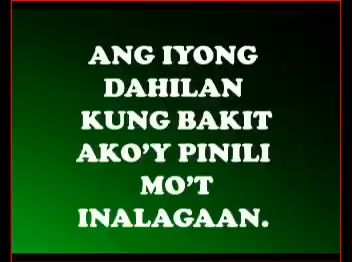 ANG IYONG
DAHILAN
KUNG BAKIT
AKO'Y PINILI
MO'T
INALAGAAN.